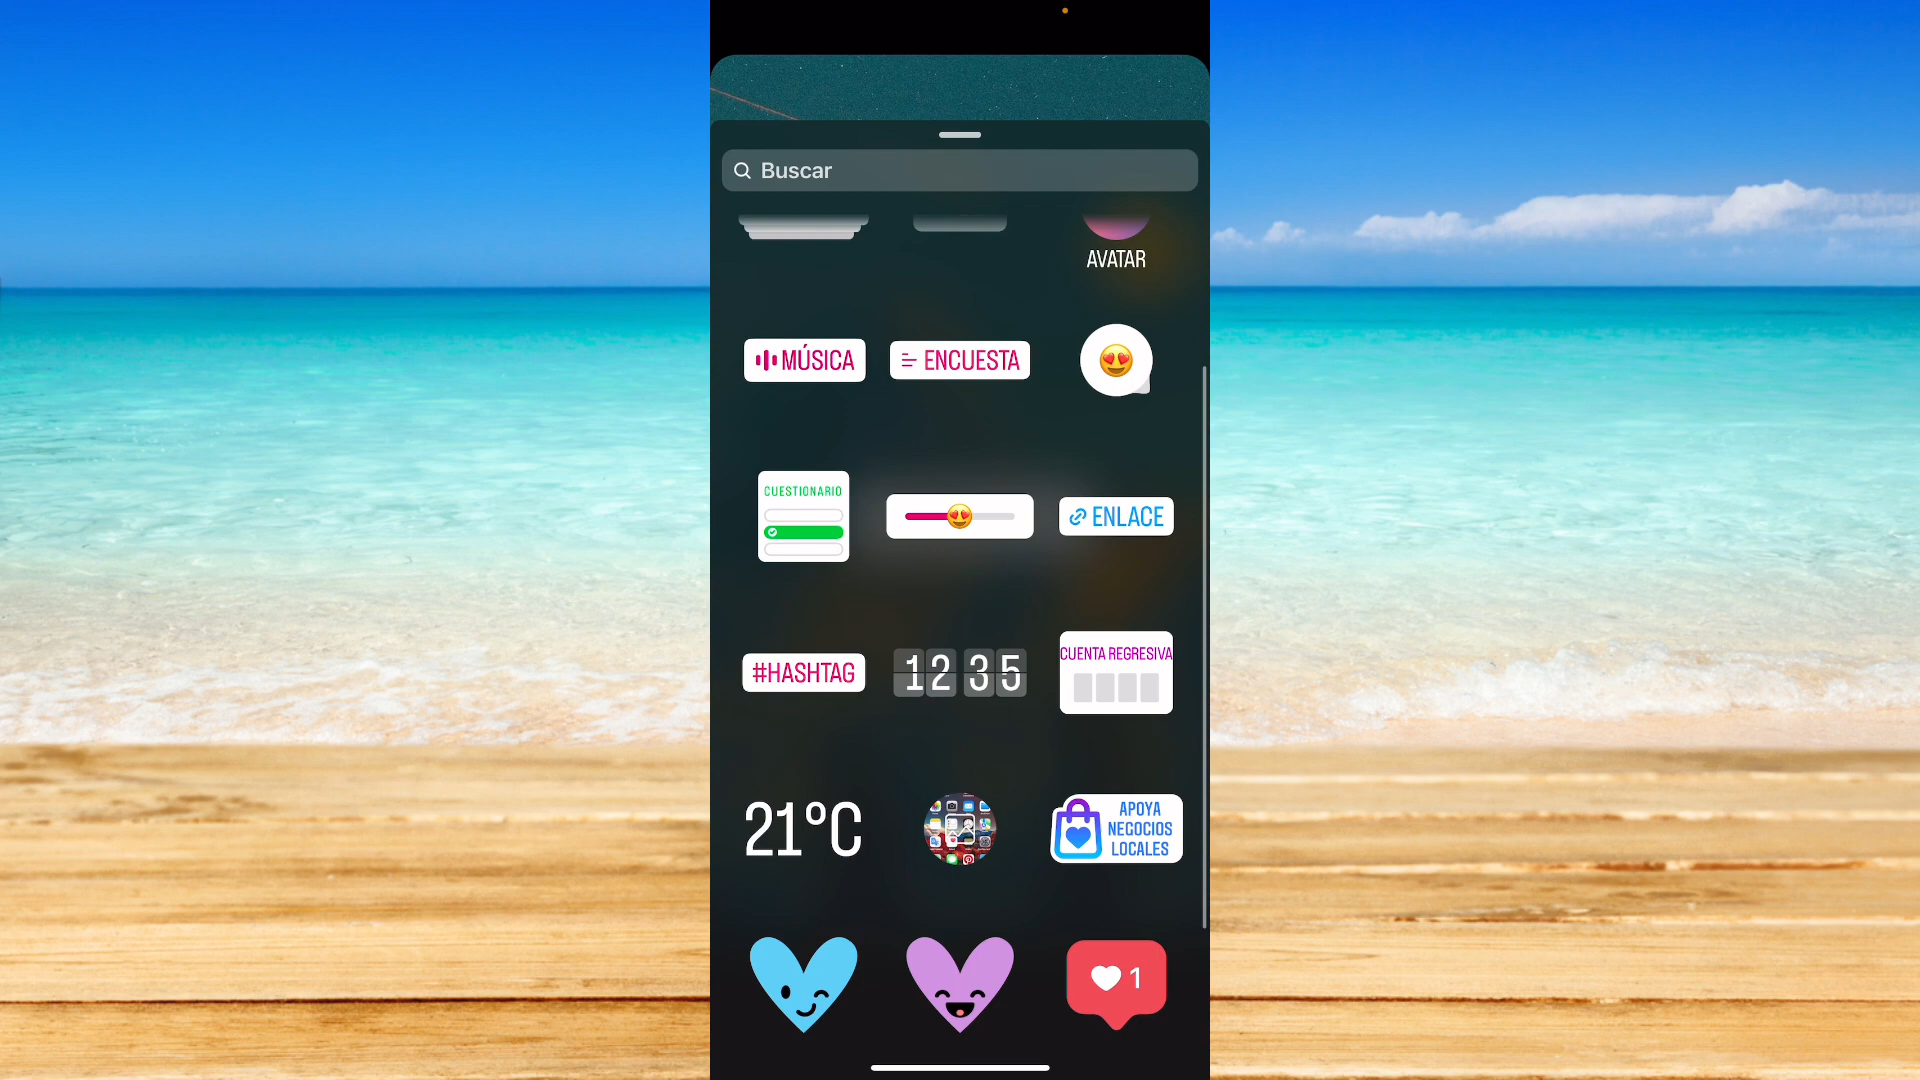 Buscar
AVATAR
MÚSICA
ENCUESTA
CUESTIONARIO
ENLACE
#HASHTAG
12 35
CUENTA REGRESIVA
21°C
APOYA
NEGOCIOS
LOCALES
1